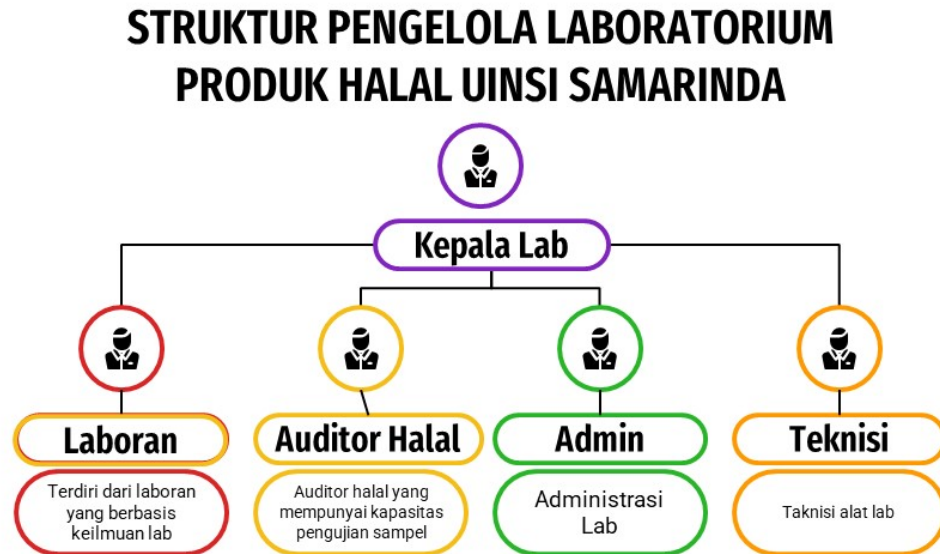 STRUKTUR PENGELOLA LABORATORIUM
PRODUK HALAL UINSI SAMARINDA
Kepala Lab
Laboran
Terdiri dari laboran
yang berbasis
keilmuan lab
Auditor Halal
Auditor halal yang
mempunyai kapasitas
pengujian sampel
Admin
Administrasi
Lab
Teknisi
Taknisi alat lab